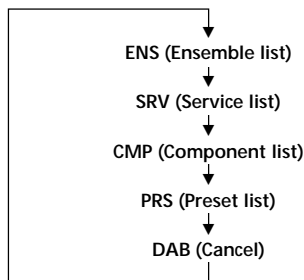 ENS (Ensemble list)
SRV (Service list)
CMP (Component list)
PRS (Preset list)
DAB (Cancel)